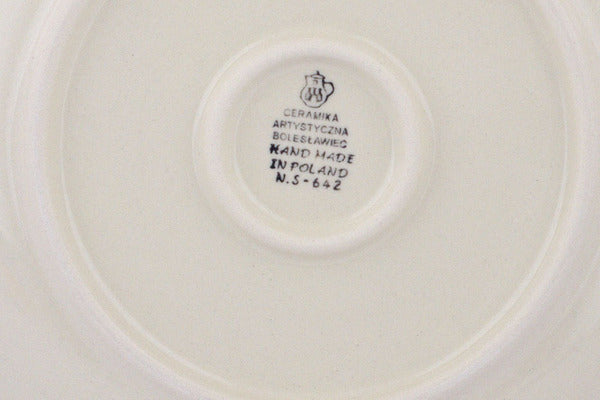 CERAMIKA
ARTYSTYCZNA
BOLESŁAWIEC
HAND MADE
IN POLAND
N.S-642